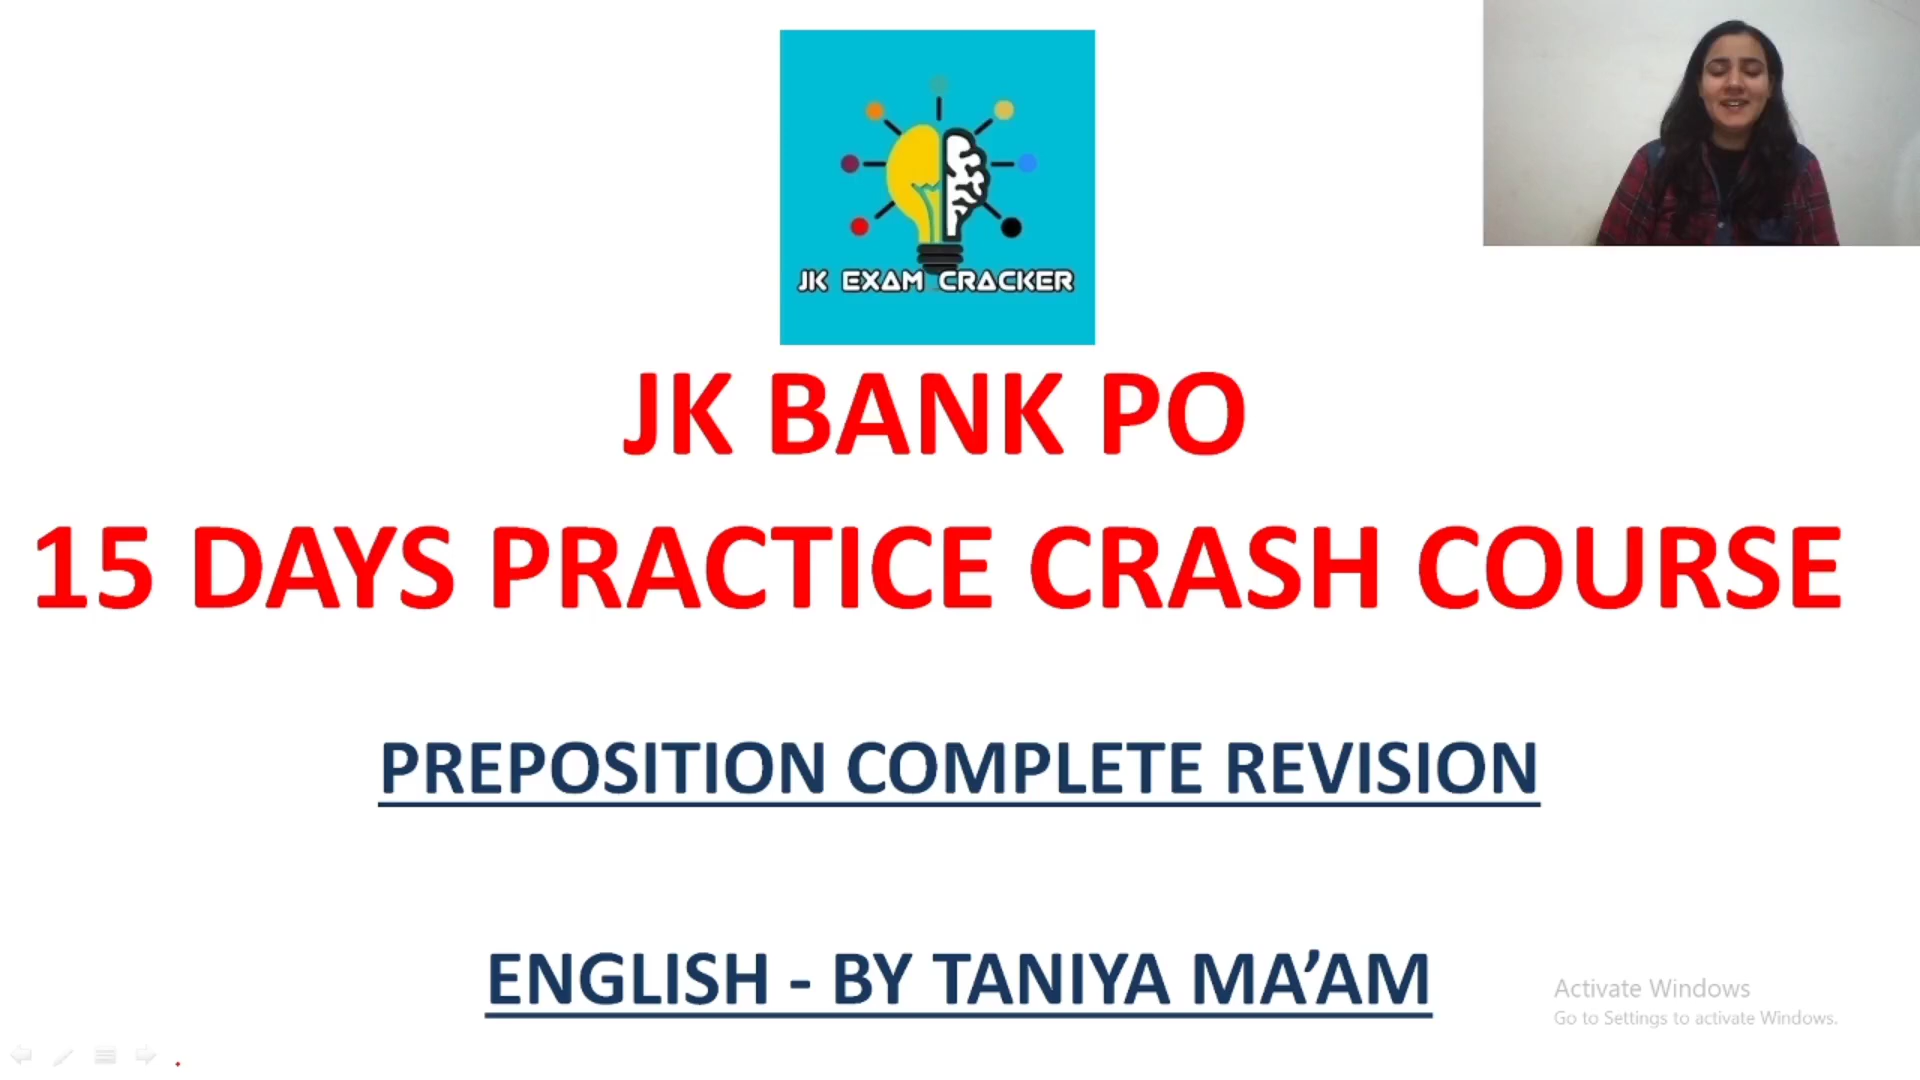 JK EXAM CRACKER
JK BANK PO
15 DAYS PRACTICE CRASH COURSE
PREPOSITION COMPLETE REVISION
ENGLISH - BY TANIYA MA’AM
Activate Windows
Go to Settings to activate Windows.